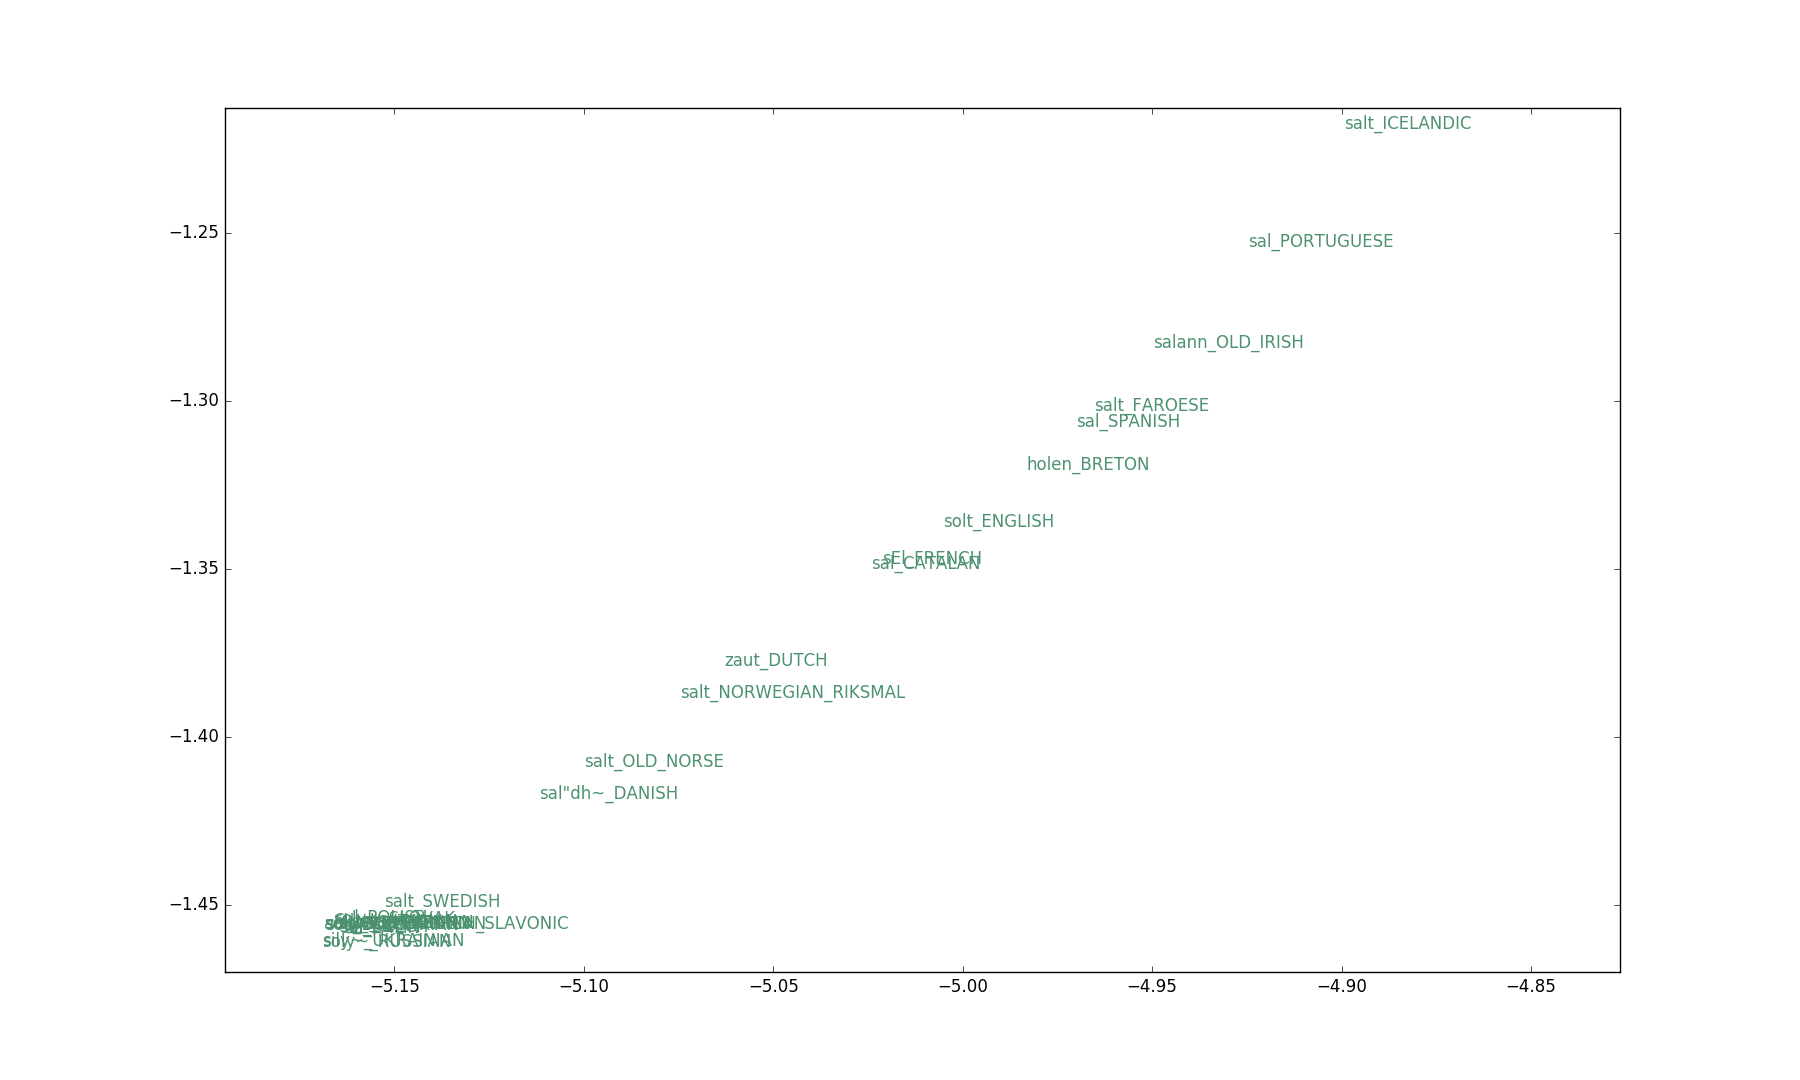 salt_ICELANDIC
−1.25
sal_PORTUGUESE
salann_OLD_IRISH
−1.30
salt_FAROESE
sal_SPANISH
holen_BRETON
solt_ENGLISH
sEl_FRENCH
−1.35
sal_CATALAN
zaut_DUTCH
salt_NORWEGIAN_RIKSMAL
−1.40
salt_OLD_NORSE
sal"dh~_DANISH
salt_SWEDISH
−1.45
SLAVONIC
UKRAINIAN
RUSSIAN
−5.15 −5.10 −5.05 −5.00 −4.95 −4.90 −4.85